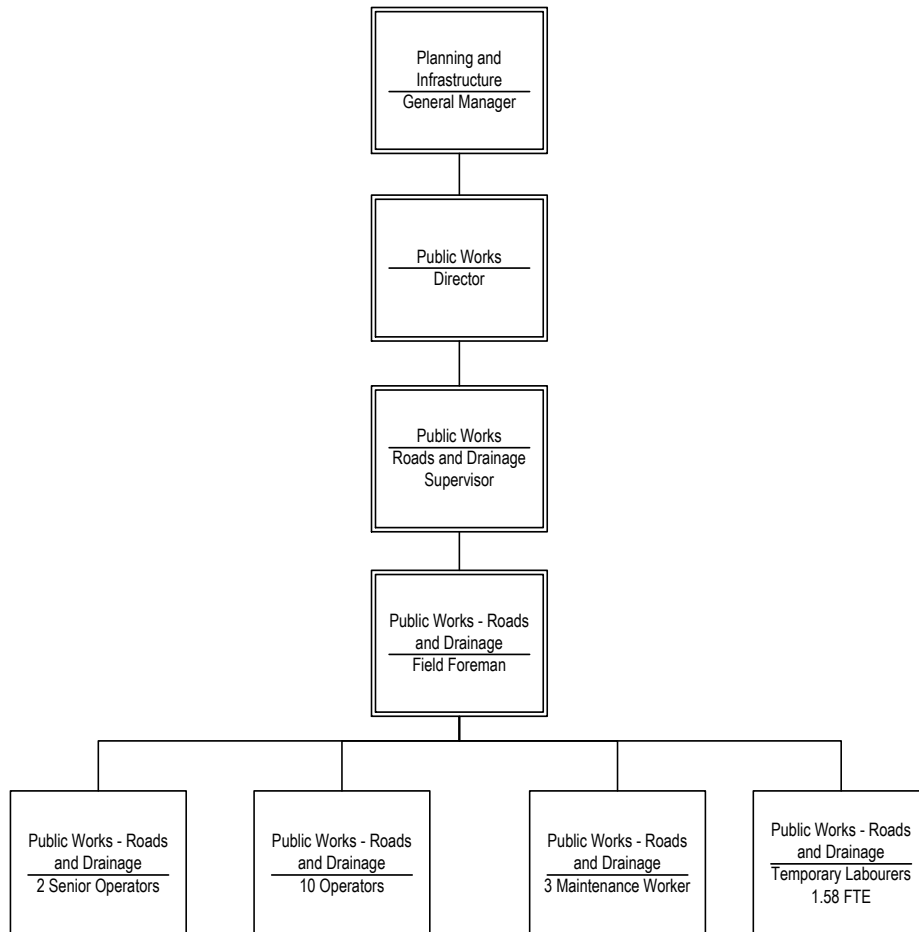 Planning and
Infrastructure
General Manager
Public Works
Director
Public Works
Roads and Drainage
Supervisor
Public Works - Roads
and Drainage
Field Foreman
Public Works - Roads
and Drainage
2 Senior Operators
Public Works - Roads
and Drainage
10 Operators
Public Works - Roads
and Drainage
3 Maintenance Worker
Public Works - Roads
and Drainage
Temporary Labourers
1.58 FTE